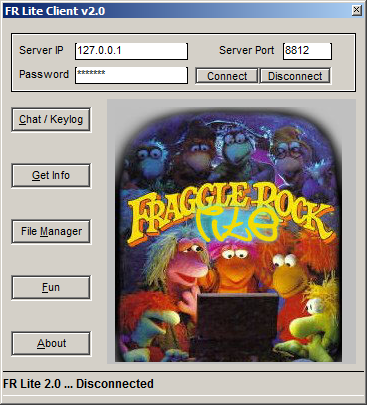 FR Lite Client v2.0
Server IP 127.0.0.1 Server Port 8812
Password ******* Connect Disconnect
Chat / Keylog
Get Info
FRAGGLE ROCK
lite
File Manager
Fun
About
FR Lite 2.0 ... Disconnected